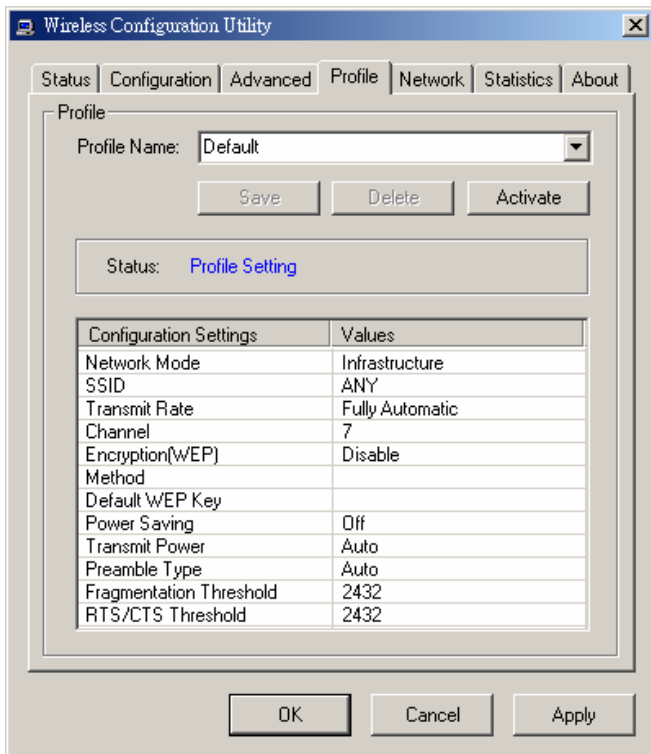 Wireless Configuration Utility
Status Configuration Advanced Profile Network Statistics About
Profile
Profile Name: Default
Save Delete Activate
Status: Profile Setting
Configuration Settings Values
Network Mode Infrastructure
SSID ANY
Transmit Rate Fully Automatic
Channel 7
Encryption(WEP) Disable
Method
Default WEP Key
Power Saving Off
Transmit Power Auto
Preamble Type Auto
Fragmentation Threshold 2432
RTS/CTS Threshold 2432
OK Cancel Apply